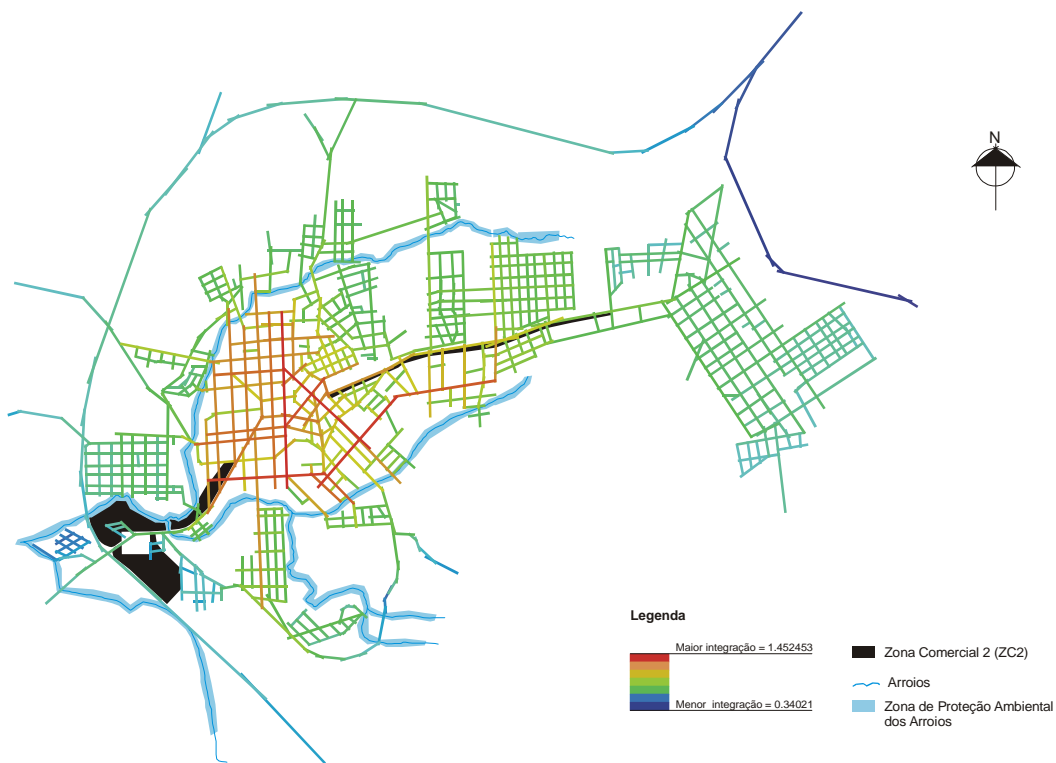 N
Legenda
Maior integração = 1.452453
Menor integração = 0.34021
Zona Comercial 2 (ZC2)
Arroios
Zona de Proteção Ambiental
dos Arroios